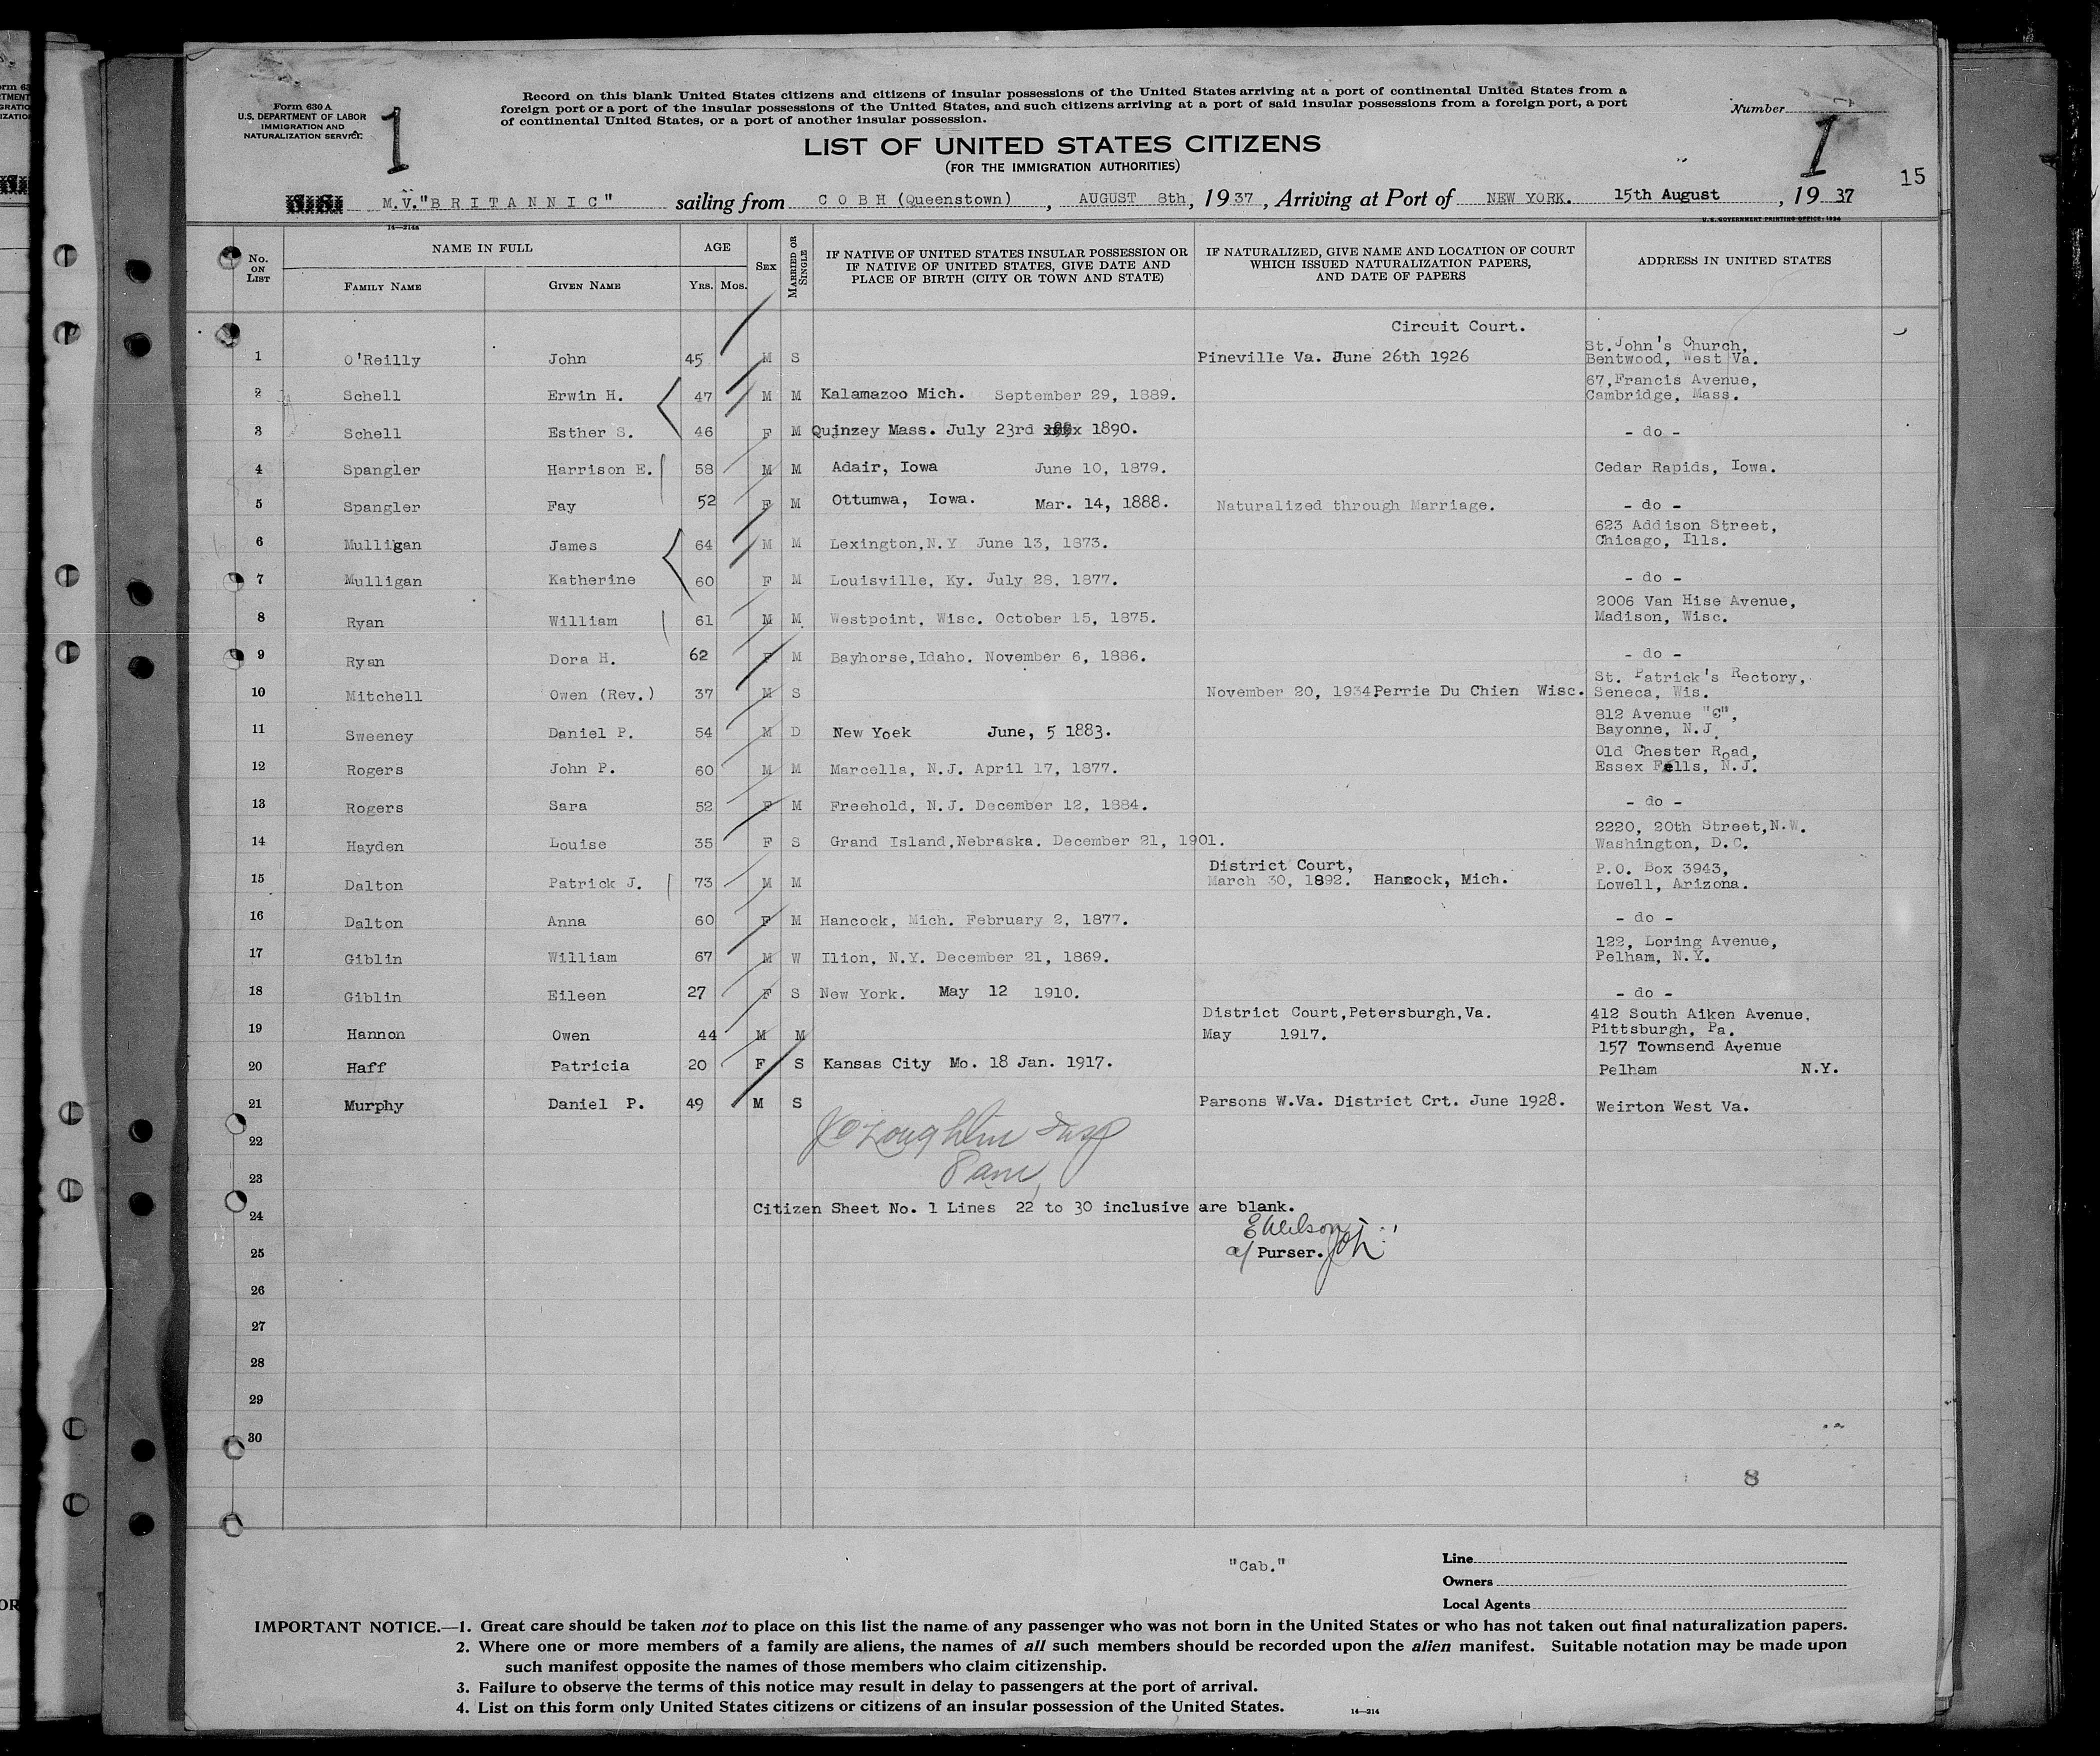 Form 630 A
U.S. DEPARTMENT OF LABOR
IMMIGRATION AND
NATURALIZATION SERVICE
1
Record on this blank United States citizens and citizens of insular possessions of the United States arriving at a port of continental United States from a
foreign port or a port of the insular possessions of the United States, and such citizens arriving at a port of said insular possessions from a foreign port, a port
of continental United States, or a port of another insular possession.
Number
1
LIST OF UNITED STATES CITIZENS
(FOR THE IMMIGRATION AUTHORITIES)
15
M.V."BRITANNIC" sailing from COBH (Queenstown), AUGUST 8th, 1937, Arriving at Port of NEW YORK. 15th August, 1937
U.S. GOVERNMENT PRINTING OFFICE: 1934
14—214a
No. ON LIST NAME IN FULL FAMILY NAME GIVEN NAME AGE YRS. MOS. SEX MARRIED OR SINGLE
IF NATIVE OF UNITED STATES INSULAR POSSESSION OR IF NATIVE OF UNITED STATES, GIVE DATE AND PLACE OF BIRTH (CITY OR TOWN AND STATE)
IF NATURALIZED, GIVE NAME AND LOCATION OF COURT WHICH ISSUED NATURALIZATION PAPERS, AND DATE OF PAPERS
ADDRESS IN UNITED STATES
Circuit Court.
1 O'Reilly John 45 M S Pineville Va. June 26th 1926 St.John's Church, Bentwood, West Va.
2 Schell Erwin H. 47 M M Kalamazoo Mich. September 29, 1889. 67,Francis Avenue, Cambridge, Mass.
3 Schell Esther S. 46 F M Quinzey Mass. July 23rd 1890. - do -
4 Spangler Harrison E. 58 M M Adair, Iowa June 10, 1879. Cedar Rapids, Iowa.
5 Spangler Fay 52 F M Ottumwa, Iowa. Mar. 14, 1888. Naturalized through Marriage. - do -
6 Mulligan James 64 M M Lexington,N.Y June 13, 1873. 623 Addison Street, Chicago, Ills.
7 Mulligan Katherine 60 F M Louisville, Ky. July 28, 1877. - do -
8 Ryan William 61 M M Westpoint, Wisc. October 15, 1875. 2006 Van Hise Avenue, Madison, Wisc.
9 Ryan Dora H. 62 F M Bayhorse,Idaho. November 6, 1886. - do -
10 Mitchell Owen (Rev.) 37 M S November 20, 1934.Perrie Du Chien Wisc. St. Patrick's Rectory, Seneca, Wis.
11 Sweeney Daniel P. 54 M D New Yoek June, 5 1883. 812 Avenue "C", Bayonne, N.J.
12 Rogers John P. 60 M M Marcella, N.J. April 17, 1877. Old Chester Road, Essex Fells, N.J.
13 Rogers Sara 52 F M Freehold, N.J. December 12, 1884. - do -
14 Hayden Louise 35 F S Grand Island,Nebraska. December 21, 1901. 2220, 20th Street,N.W. Washington, D.C.
15 Dalton Patrick J. 73 M M District Court, March 30, 1892. Hancock, Mich. P.O. Box 3943, Lowell, Arizona.
16 Dalton Anna 60 F M Hancock, Mich. February 2, 1877. - do -
17 Giblin William 67 M W Ilion, N.Y. December 21, 1869. 122, Loring Avenue, Pelham, N.Y.
18 Giblin Eileen 27 F S New York. May 12 1910. - do -
19 Hannon Owen 44 M M District Court,Petersburgh,Va. May 1917. 412 South Aiken Avenue, Pittsburgh, Pa.
20 Haff Patricia 20 F S Kansas City Mo. 18 Jan. 1917. 157 Townsend Avenue Pelham N.Y.
21 Murphy Daniel P. 49 M S Parsons W.Va. District Crt. June 1928. Weirton West Va.
22
23
24 Citizen Sheet No. 1 Lines 22 to 30 inclusive are blank.
25 Purser.
26
27
28
29
30
8
"Cab."
Line
Owners
Local Agents
IMPORTANT NOTICE.—1. Great care should be taken not to place on this list the name of any passenger who was not born in the United States or who has not taken out final naturalization papers.
2. Where one or more members of a family are aliens, the names of all such members should be recorded upon the alien manifest. Suitable notation may be made upon
such manifest opposite the names of those members who claim citizenship.
3. Failure to observe the terms of this notice may result in delay to passengers at the port of arrival.
4. List on this form only United States citizens or citizens of an insular possession of the United States.
14—214